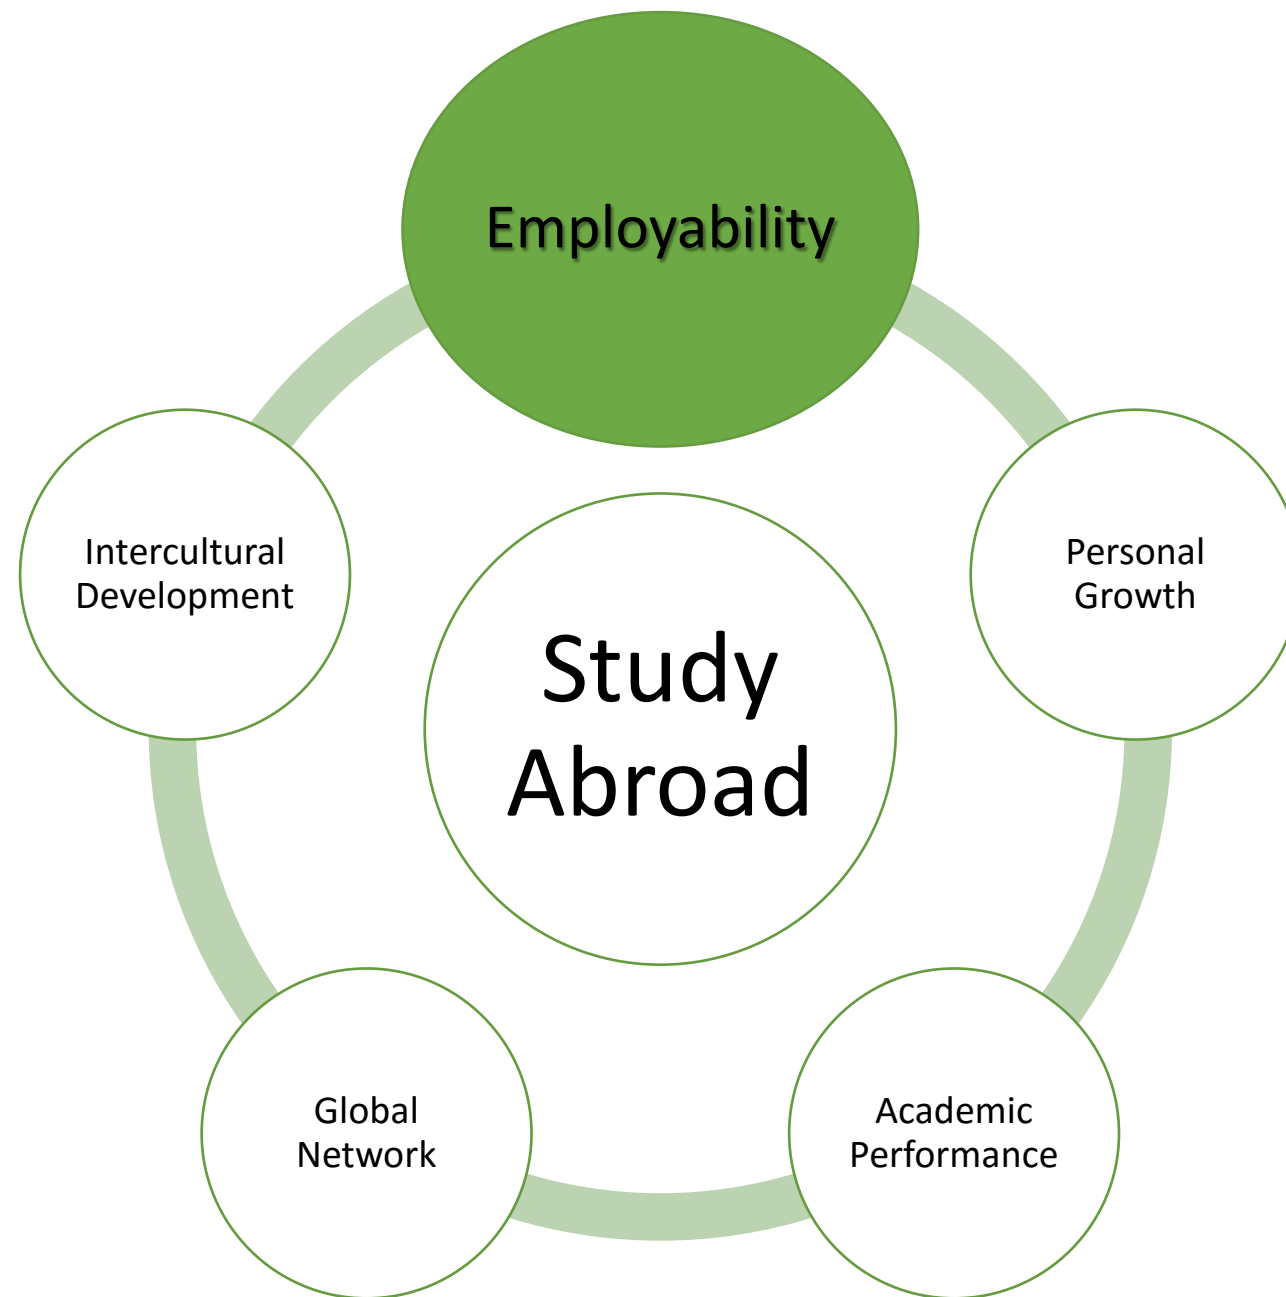 Employability
Intercultural
Development
Personal
Growth
Study
Abroad
Global
Network
Academic
Performance